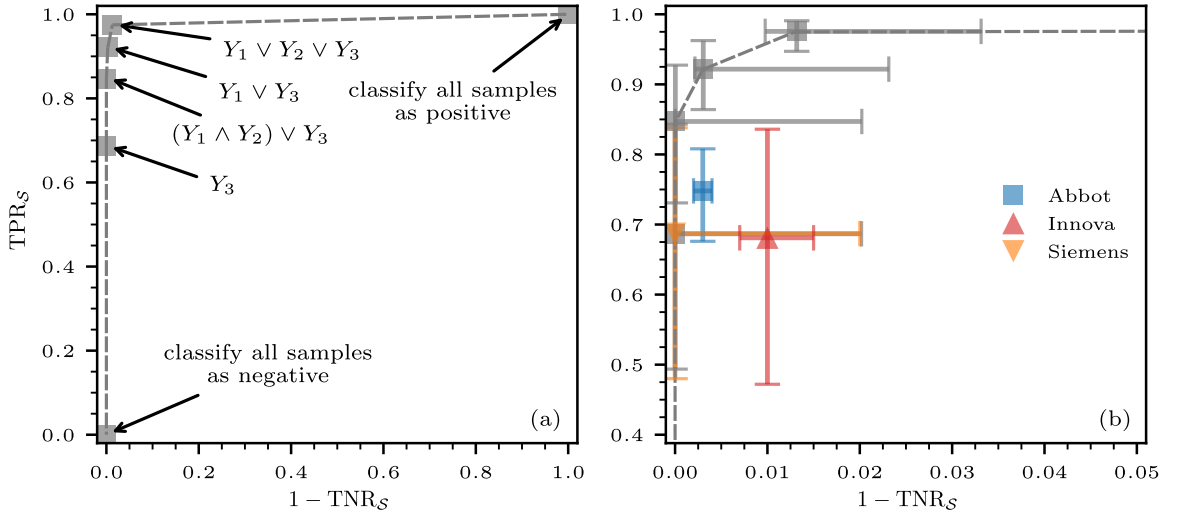 1.0
0.8
0.6
0.4
0.2
0.0
TPR𝒮
Y₁ ∨ Y₂ ∨ Y₃
Y₁ ∨ Y₃
(Y₁ ∧ Y₂) ∨ Y₃
Y₃
classify all samples
as positive
classify all samples
as negative
(a)
0.0 0.2 0.4 0.6 0.8 1.0
1 − TNR𝒮
1.0
0.9
0.8
0.7
0.6
0.5
0.4
Abbot
Innova
Siemens
(b)
0.00 0.01 0.02 0.03 0.04 0.05
1 − TNR𝒮